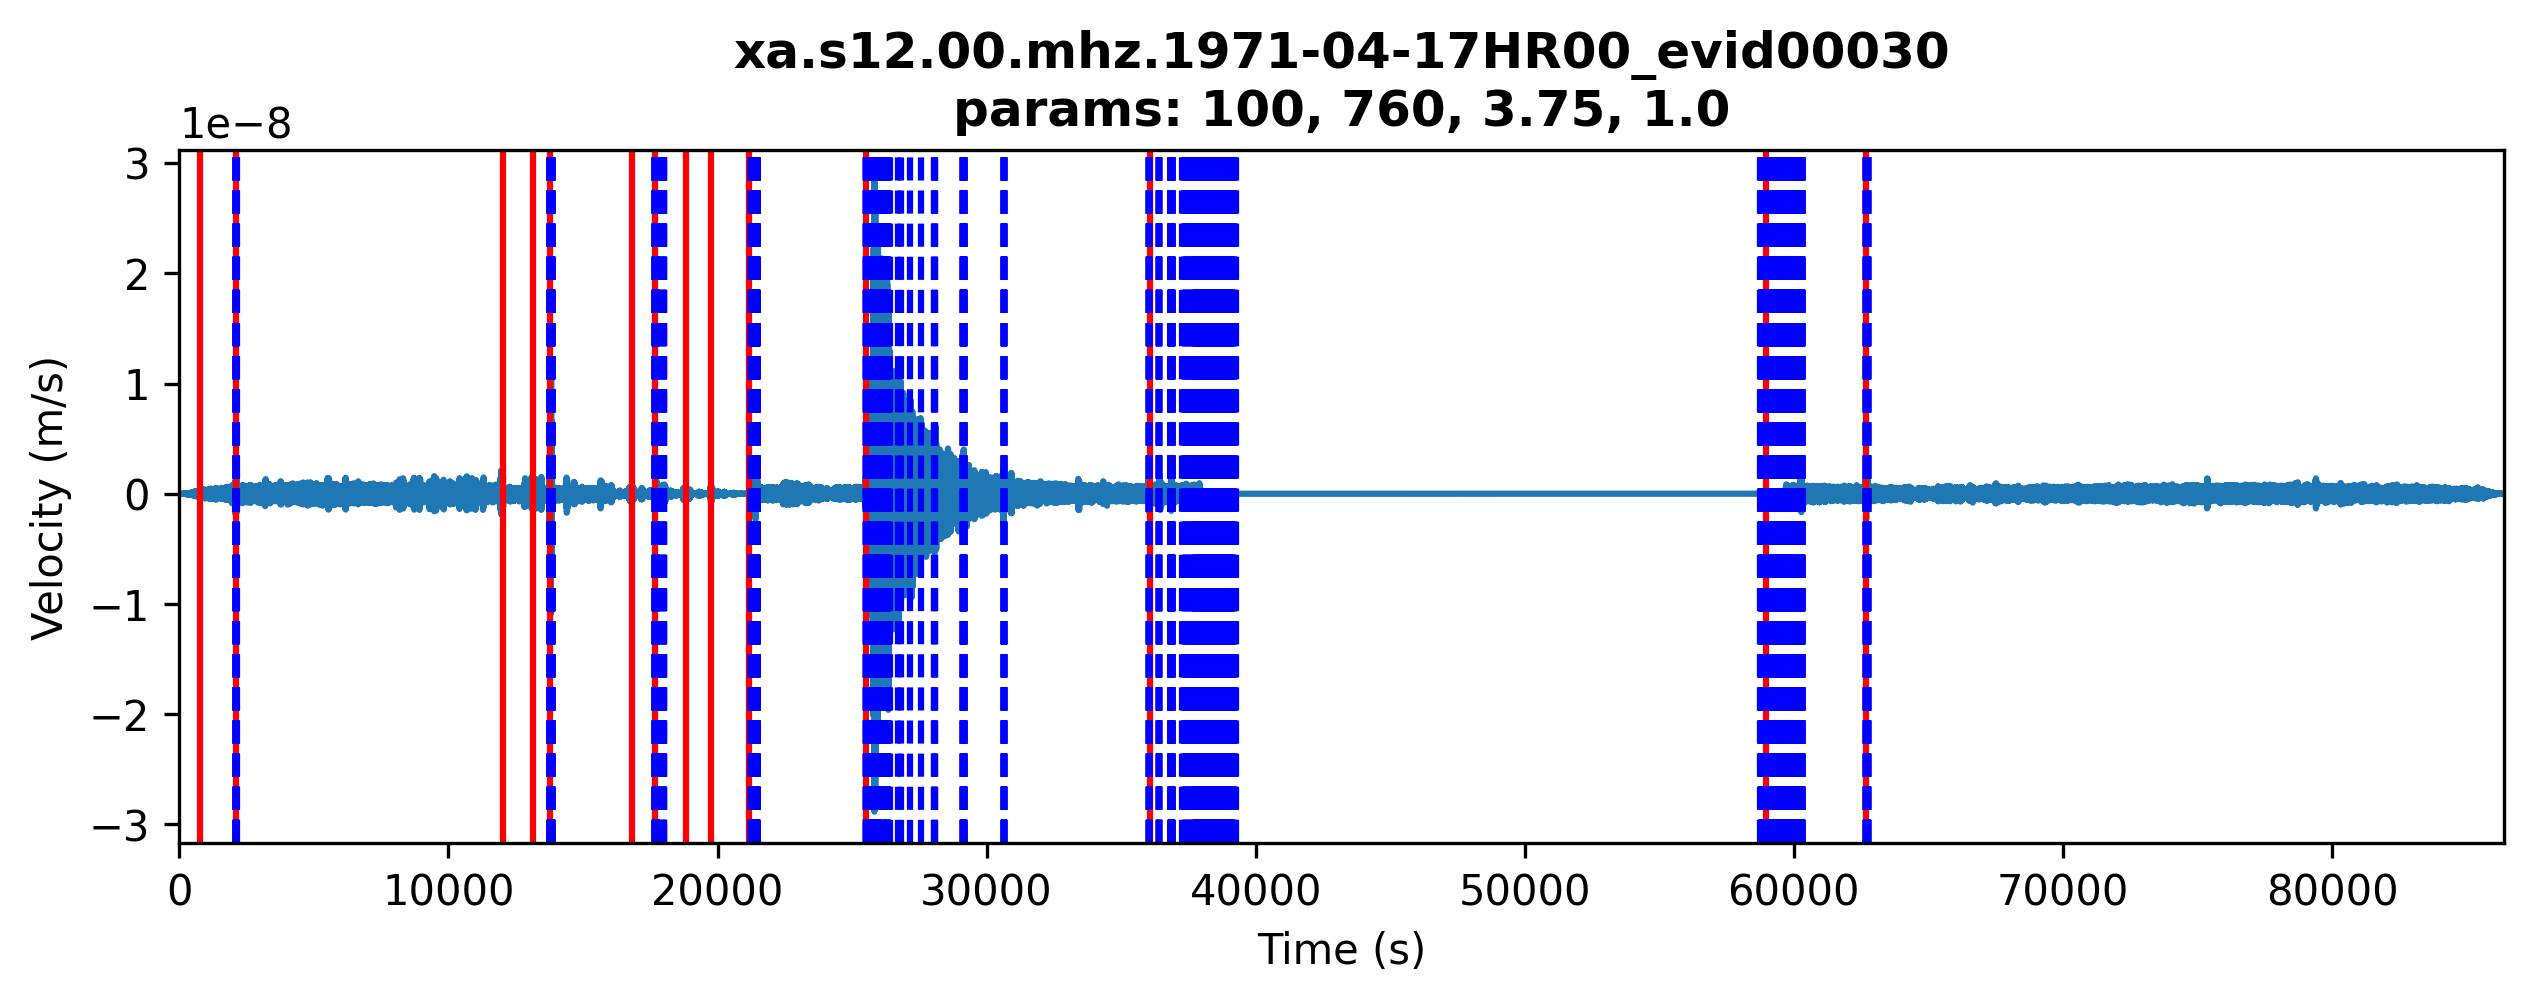 xa.s12.00.mhz.1971-04-17HR00_evid00030
params: 100, 760, 3.75, 1.0
1e−8
3
2
1
0
−1
−2
−3
Velocity (m/s)
0 10000 20000 30000 40000 50000 60000 70000 80000
Time (s)